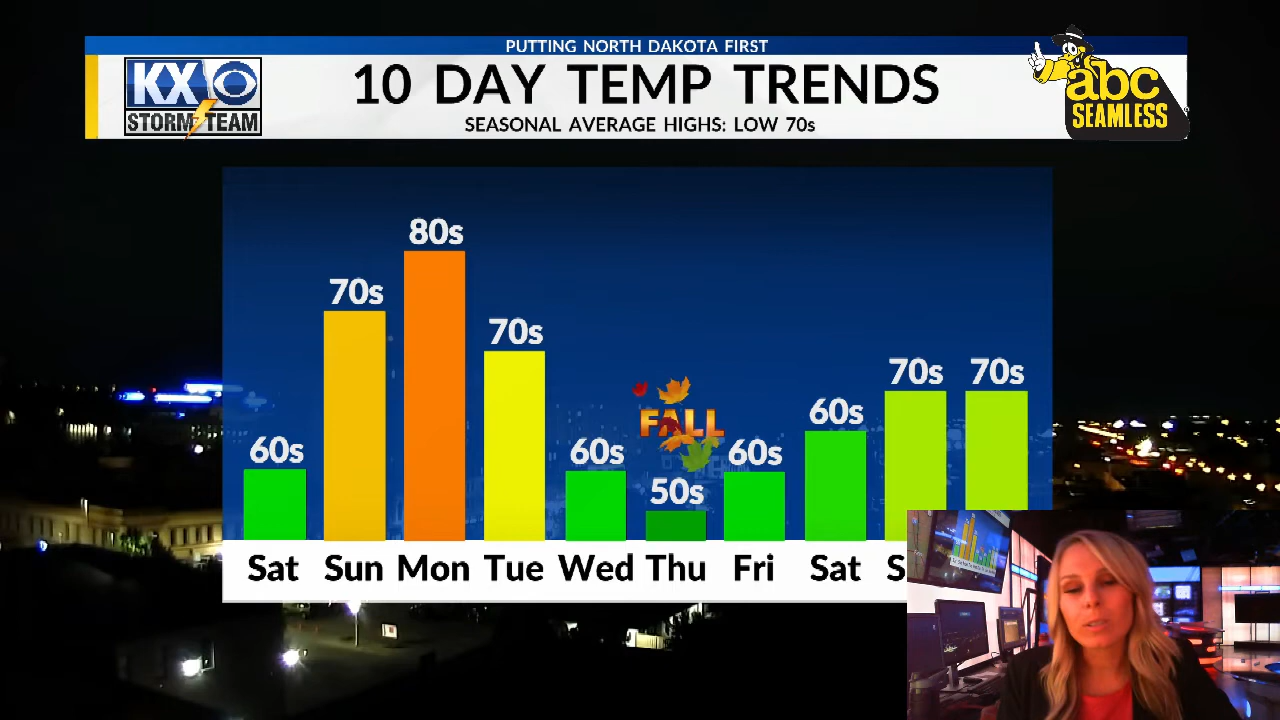 PUTTING NORTH DAKOTA FIRST
KX
STORM TEAM
10 DAY TEMP TRENDS
SEASONAL AVERAGE HIGHS: LOW 70s
abc
SEAMLESS
80s
70s
70s
70s 70s
60s
FALL
60s 60s 60s
50s
Sat Sun Mon Tue Wed Thu Fri Sat S